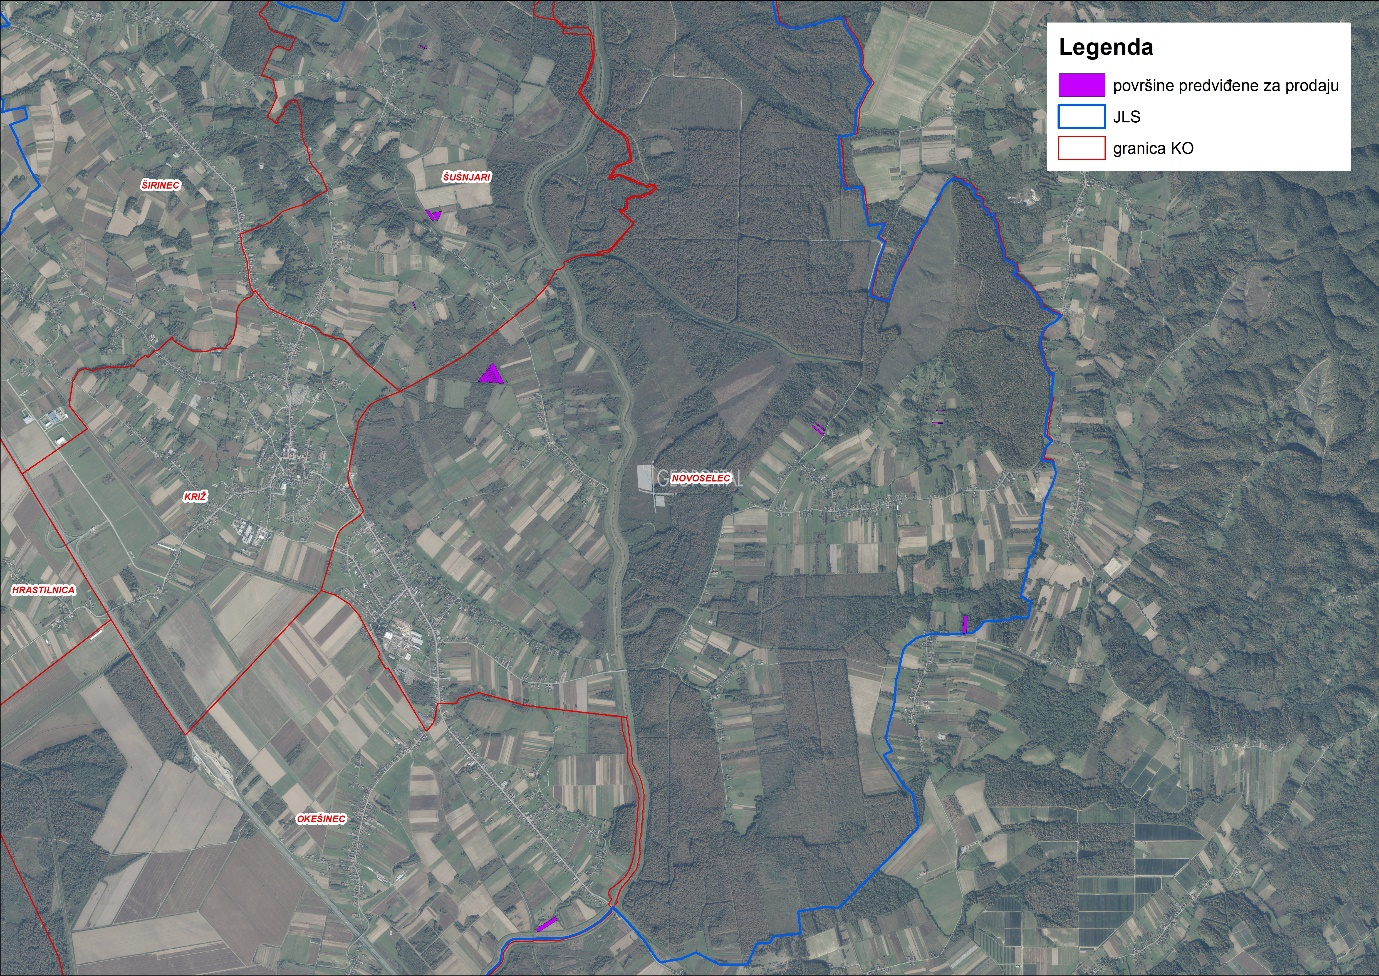 Legenda
površine predviđene za prodaju
JLS
granica KO
ŠIRINEC
ŠUŠNJARI
NOVOSELEC
KRIŽ
HRASTILNICA
OKEŠINEC